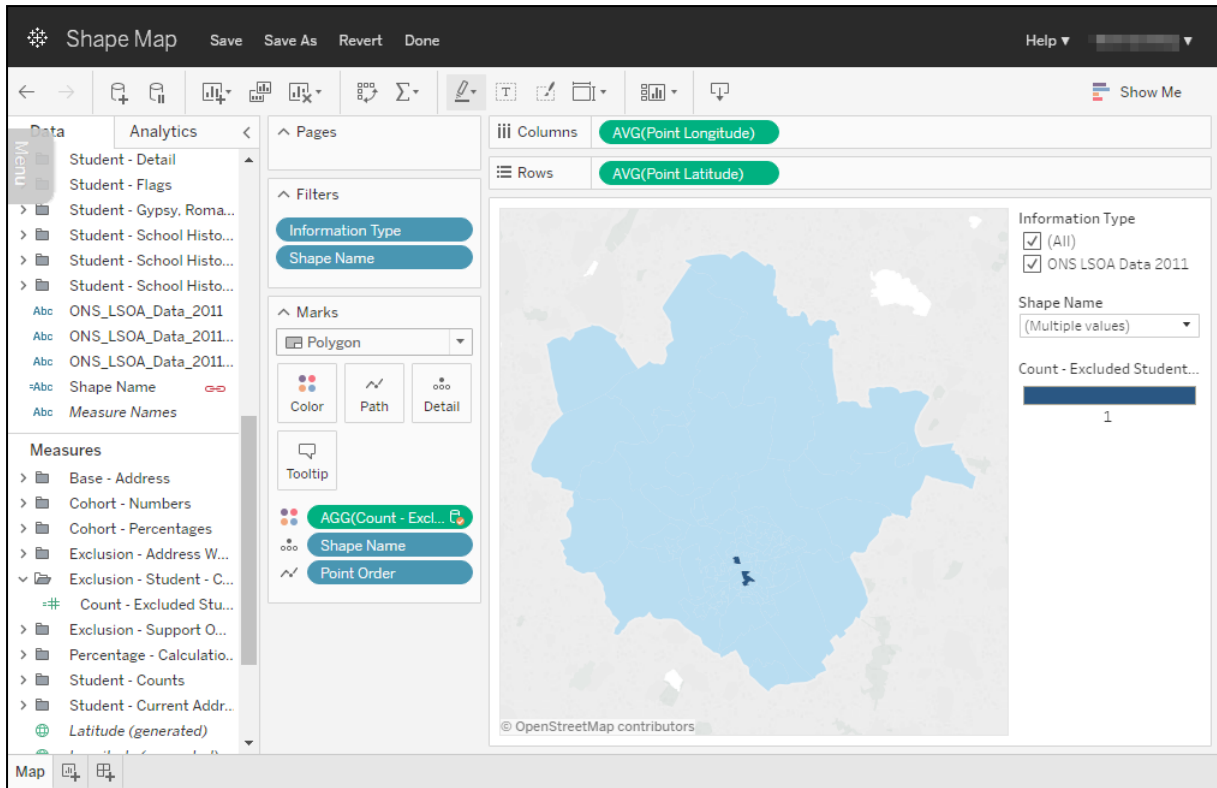 Shape Map Save Save As Revert Done Help
Show Me
Data Analytics
Menu
Student - Detail
Student - Flags
Student - Gypsy, Roma...
Student - School Histo...
Student - School Histo...
Student - School Histo...
Abc ONS_LSOA_Data_2011
Abc ONS_LSOA_Data_2011...
Abc ONS_LSOA_Data_2011...
=Abc Shape Name
Abc Measure Names
Measures
Base - Address
Cohort - Numbers
Cohort - Percentages
Exclusion - Address W...
Exclusion - Student - C...
Count - Excluded Stu...
Exclusion - Support O...
Percentage - Calculatio..
Student - Counts
Student - Current Addr...
Latitude (generated)
Pages
Filters
Information Type
Shape Name
Marks
Polygon
Color Path Detail
Tooltip
AGG(Count - Excl...
Shape Name
Point Order
Columns AVG(Point Longitude)
Rows AVG(Point Latitude)
© OpenStreetMap contributors
Information Type
(All)
ONS LSOA Data 2011
Shape Name
(Multiple values)
Count - Excluded Student...
1
Map